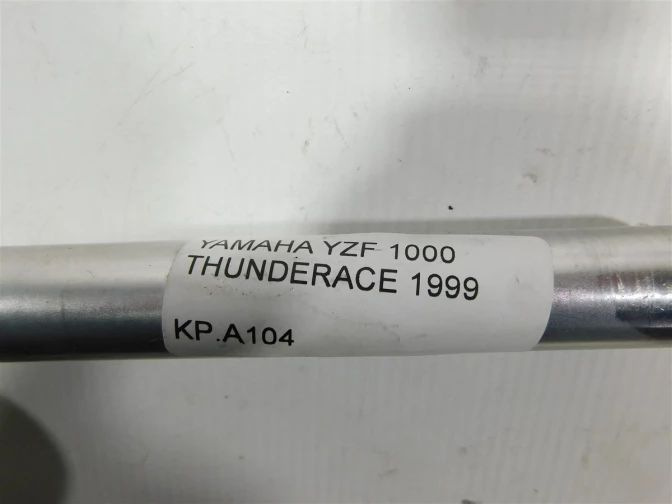 YAMAHA YZF 1000
THUNDERACE 1999
KP.A104